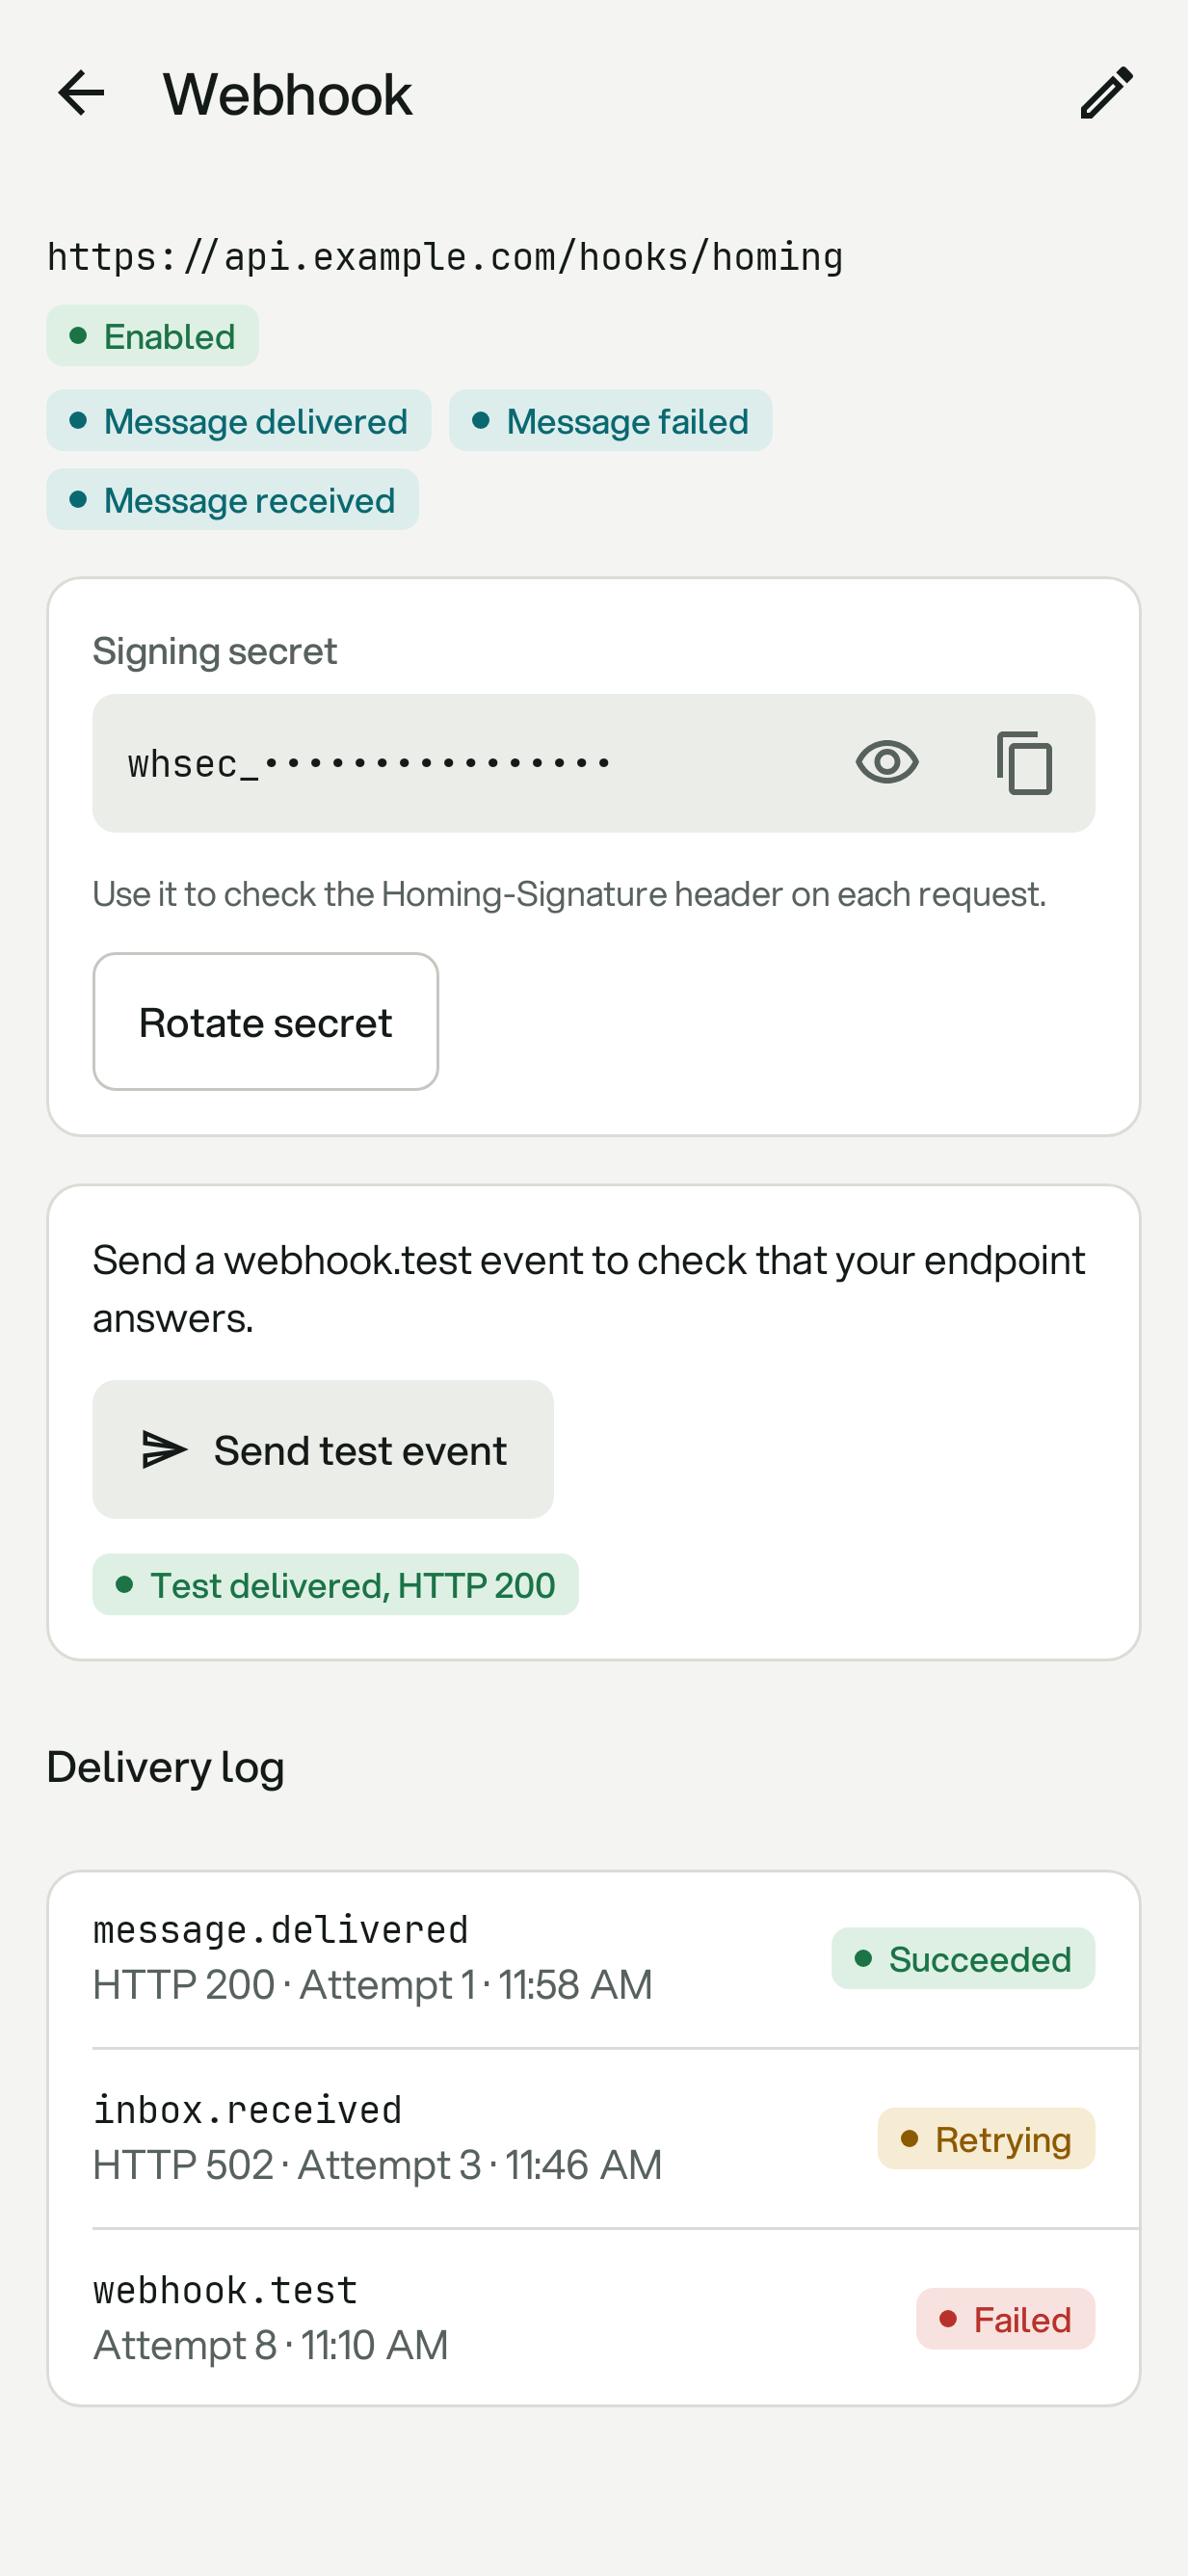 Webhook
https://api.example.com/hooks/homing
Enabled
Message delivered
Message failed
Message received
Signing secret
whsec_••••••••••••••••
Use it to check the Homing-Signature header on each request.
Rotate secret
Send a webhook.test event to check that your endpoint
answers.
Send test event
Test delivered, HTTP 200
Delivery log
message.delivered
HTTP 200 · Attempt 1 · 11:58 AM
Succeeded
inbox.received
HTTP 502 · Attempt 3 · 11:46 AM
Retrying
webhook.test
Attempt 8 · 11:10 AM
Failed